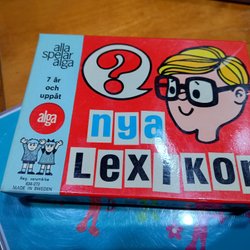 alla
spelar
alga
7 år
och
uppåt
alga
?
nya
LEXIKON
MADE IN SWEDEN